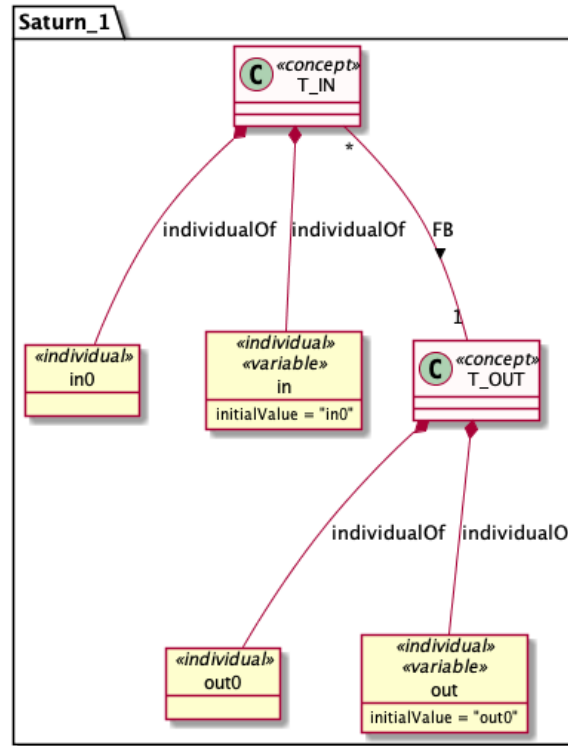 Saturn_1
C
«concept»
T_IN
*
individualOf
individualOf
FB
1
«individual»
in0
«individual»
«variable»
in
initialValue = "in0"
C
«concept»
T_OUT
individualOf
individualO
«individual»
out0
«individual»
«variable»
out
initialValue = "out0"